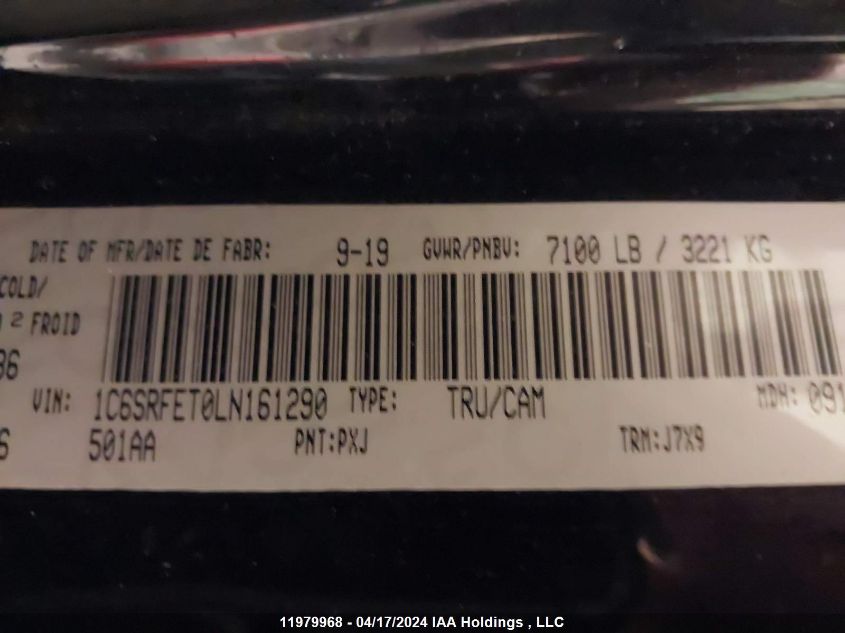 DATE OF MFR/DATE DE FABR: 9-19 GVWR/PNBV: 7100 LB / 3221 KG
COLD/
2 FROID
VIN: 1C6SRFET0LN161290 TYPE: TRU/CAM MDH: 091
501AA PNT:PXJ TRM:J7X9
11979968 - 04/17/2024 IAA Holdings , LLC